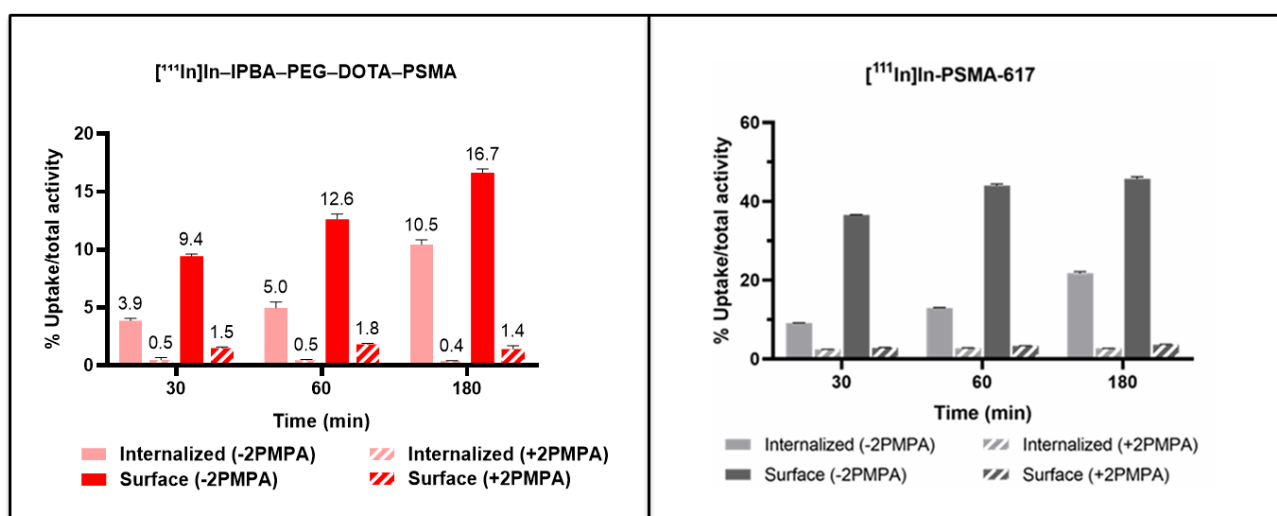 [¹¹¹In]In–IPBA–PEG–DOTA–PSMA
% Uptake/total activity
20
15
10
5
0
3.9
0.5
9.4
1.5
5.0
0.5
12.6
1.8
10.5
0.4
16.7
1.4
30
60
180
Time (min)
Internalized (-2PMPA)
Internalized (+2PMPA)
Surface (-2PMPA)
Surface (+2PMPA)
[¹¹¹In]In-PSMA-617
% Uptake/total activity
60
40
20
0
30
60
180
Time (min)
Internalized (-2PMPA)
Internalized (+2PMPA)
Surface (-2PMPA)
Surface (+2PMPA)